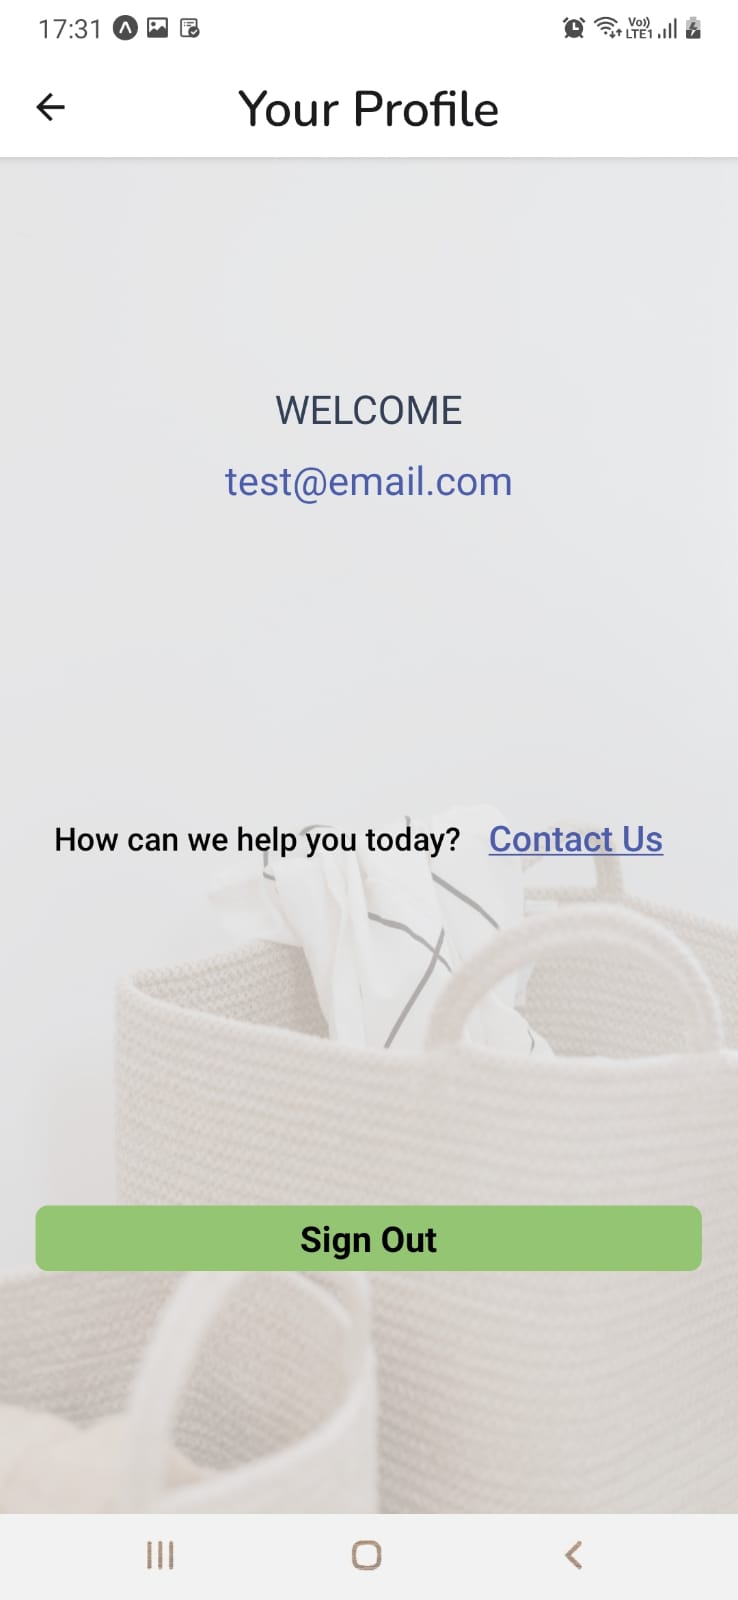 17:31
Vo))
LTE1
Your Profile
WELCOME
test@email.com
How can we help you today? Contact Us
Sign Out